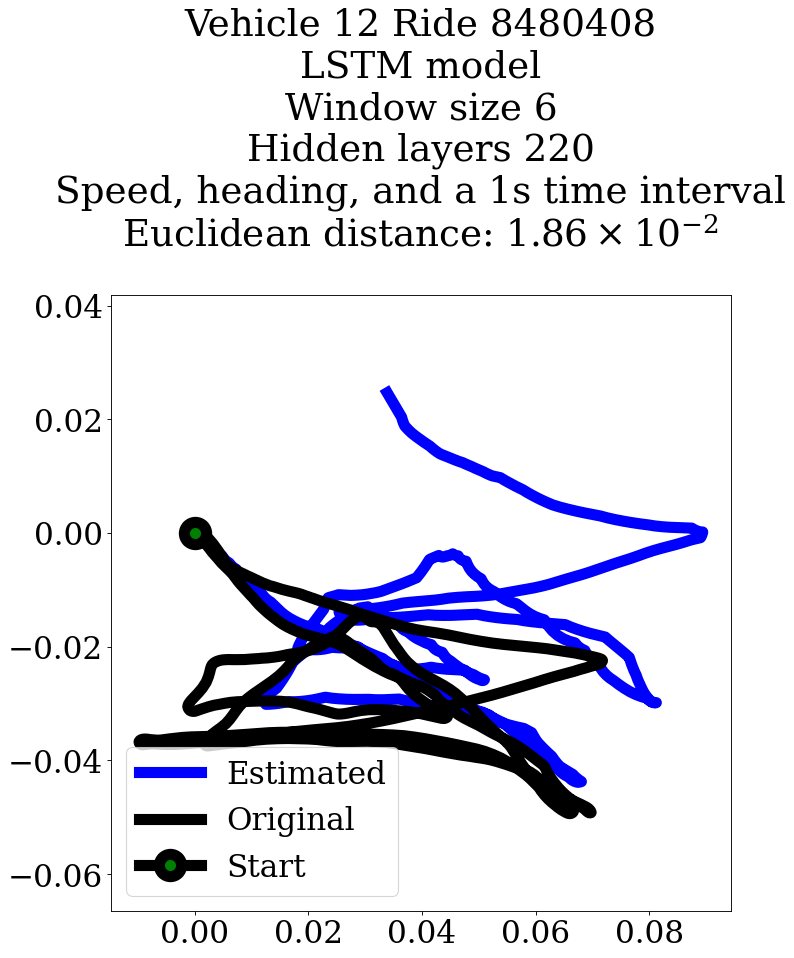 Vehicle 12 Ride 8480408
LSTM model
Window size 6
Hidden layers 220
Speed, heading, and a 1s time interval
Euclidean distance: 1.86 × 10⁻²
0.04
0.02
0.00
−0.02
−0.04
−0.06
Estimated
Original
Start
0.00 0.02 0.04 0.06 0.08